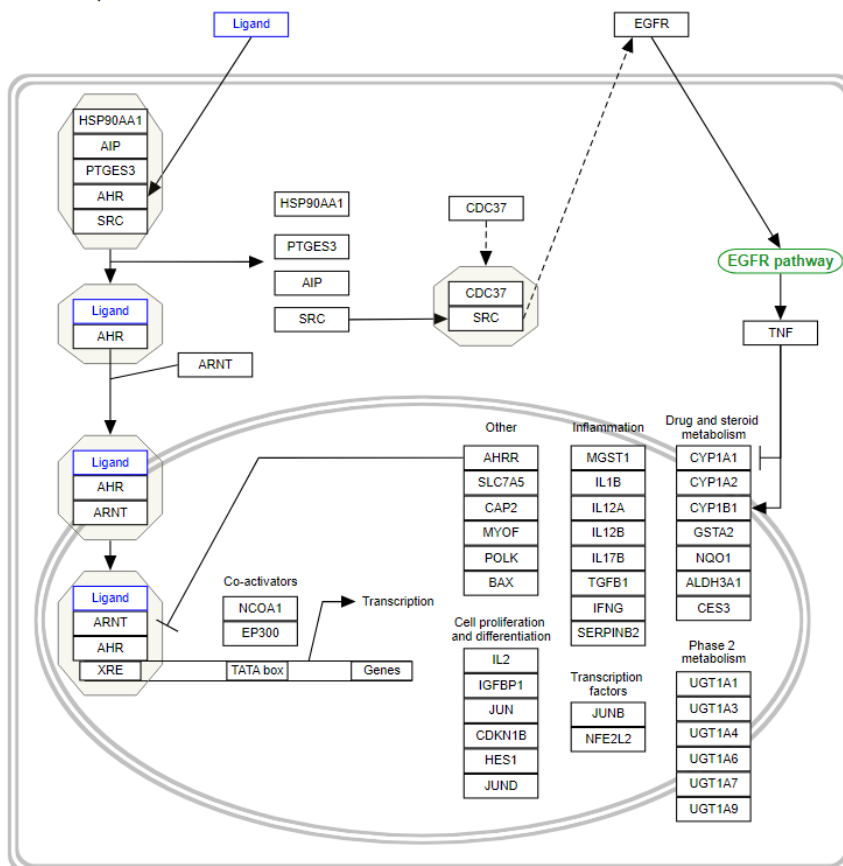 Ligand
EGFR
HSP90AA1
AIP
PTGES3
AHR
SRC
HSP90AA1
PTGES3
AIP
SRC
CDC37
CDC37
SRC
EGFR pathway
TNF
Ligand
AHR
ARNT
Ligand
AHR
ARNT
Ligand
ARNT
AHR
XRE
TATA box
Genes
Co-activators
NCOA1
EP300
Transcription
Other
AHRR
SLC7A5
CAP2
MYOF
POLK
BAX
Inflammation
MGST1
IL1B
IL12A
IL12B
IL17B
TGFB1
IFNG
SERPINB2
Drug and steroid
metabolism
CYP1A1
CYP1A2
CYP1B1
GSTA2
NQO1
ALDH3A1
CES3
Cell proliferation
and differentiation
IL2
IGFBP1
JUN
CDKN1B
HES1
JUND
Transcription
factors
JUNB
NFE2L2
Phase 2
metabolism
UGT1A1
UGT1A3
UGT1A4
UGT1A6
UGT1A7
UGT1A9